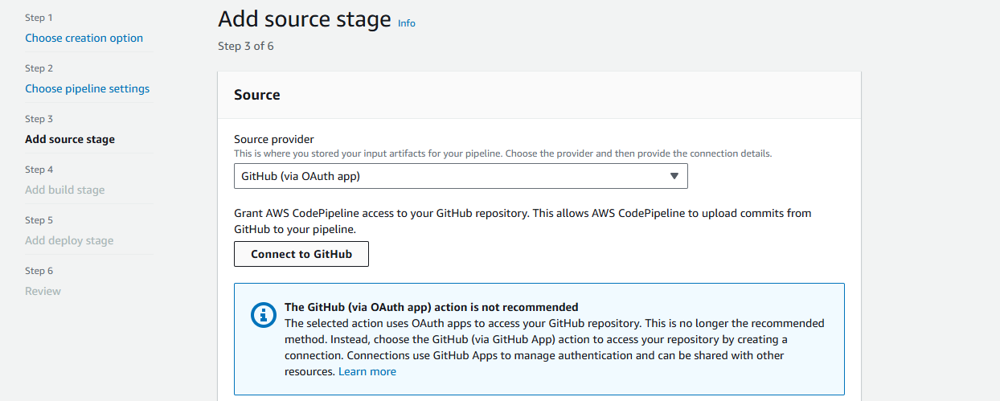 Step 1
Choose creation option
Step 2
Choose pipeline settings
Step 3
Add source stage
Step 4
Add build stage
Step 5
Add deploy stage
Step 6
Review
Add source stage Info
Step 3 of 6
Source
Source provider
This is where you stored your input artifacts for your pipeline. Choose the provider and then provide the connection details.
GitHub (via OAuth app)
Grant AWS CodePipeline access to your GitHub repository. This allows AWS CodePipeline to upload commits from
GitHub to your pipeline.
Connect to GitHub
The GitHub (via OAuth app) action is not recommended
The selected action uses OAuth apps to access your GitHub repository. This is no longer the recommended
method. Instead, choose the GitHub (via GitHub App) action to access your repository by creating a
connection. Connections use GitHub Apps to manage authentication and can be shared with other
resources. Learn more